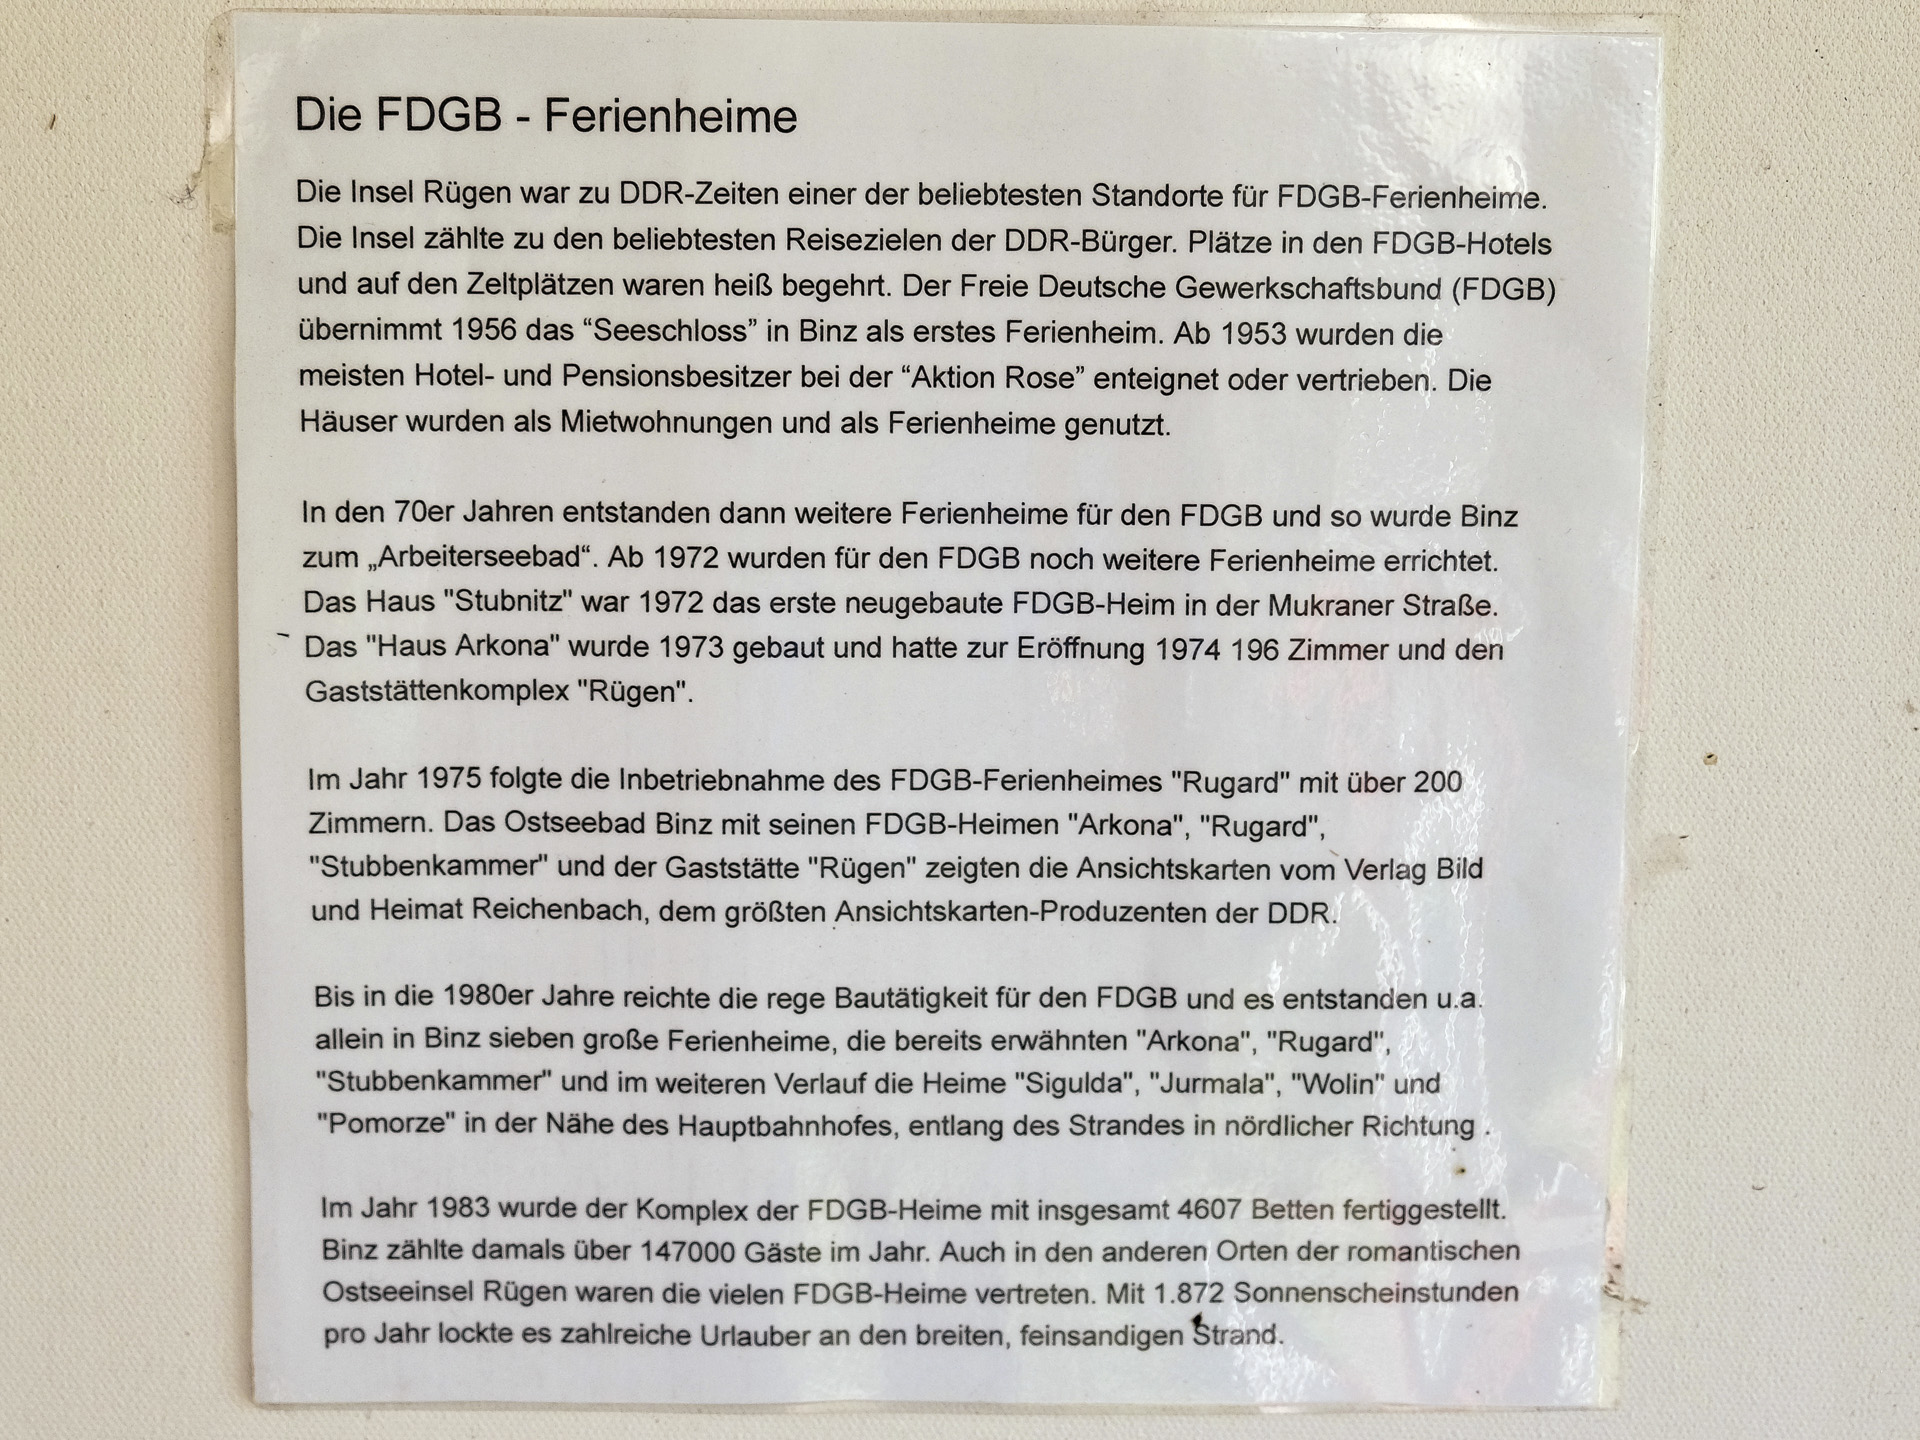 Die FDGB - Ferienheime
Die Insel Rügen war zu DDR-Zeiten einer der beliebtesten Standorte für FDGB-Ferienheime.
Die Insel zählte zu den beliebtesten Reisezielen der DDR-Bürger. Plätze in den FDGB-Hotels
und auf den Zeltplätzen waren heiß begehrt. Der Freie Deutsche Gewerkschaftsbund (FDGB)
übernimmt 1956 das “Seeschloss” in Binz als erstes Ferienheim. Ab 1953 wurden die
meisten Hotel- und Pensionsbesitzer bei der “Aktion Rose” enteignet oder vertrieben. Die
Häuser wurden als Mietwohnungen und als Ferienheime genutzt.
In den 70er Jahren entstanden dann weitere Ferienheime für den FDGB und so wurde Binz
zum „Arbeiterseebad“. Ab 1972 wurden für den FDGB noch weitere Ferienheime errichtet.
Das Haus "Stubnitz" war 1972 das erste neugebaute FDGB-Heim in der Mukraner Straße.
Das "Haus Arkona" wurde 1973 gebaut und hatte zur Eröffnung 1974 196 Zimmer und den
Gaststättenkomplex "Rügen".
Im Jahr 1975 folgte die Inbetriebnahme des FDGB-Ferienheimes "Rugard" mit über 200
Zimmern. Das Ostseebad Binz mit seinen FDGB-Heimen "Arkona", "Rugard",
"Stubbenkammer" und der Gaststätte "Rügen" zeigten die Ansichtskarten vom Verlag Bild
und Heimat Reichenbach, dem größten Ansichtskarten-Produzenten der DDR.
Bis in die 1980er Jahre reichte die rege Bautätigkeit für den FDGB und es entstanden u.a.
allein in Binz sieben große Ferienheime, die bereits erwähnten "Arkona", "Rugard",
"Stubbenkammer" und im weiteren Verlauf die Heime "Sigulda", "Jurmala", "Wolin" und
"Pomorze" in der Nähe des Hauptbahnhofes, entlang des Strandes in nördlicher Richtung .
Im Jahr 1983 wurde der Komplex der FDGB-Heime mit insgesamt 4607 Betten fertiggestellt.
Binz zählte damals über 147000 Gäste im Jahr. Auch in den anderen Orten der romantischen
Ostseeinsel Rügen waren die vielen FDGB-Heime vertreten. Mit 1.872 Sonnenscheinstunden
pro Jahr lockte es zahlreiche Urlauber an den breiten, feinsandigen Strand.